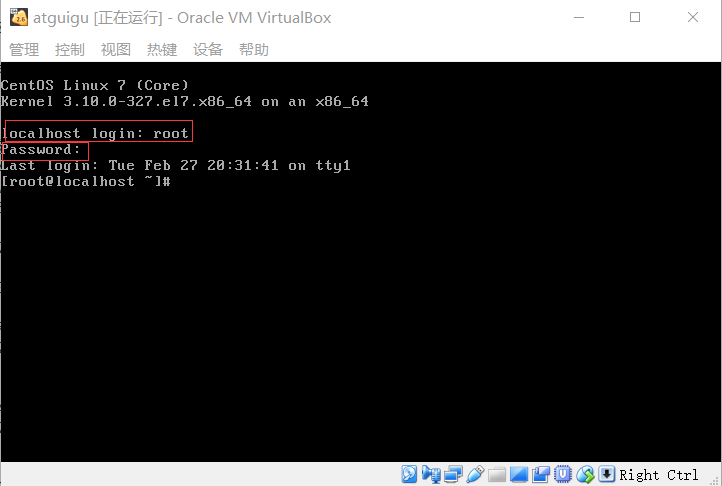 atguigu [正在运行] - Oracle VM VirtualBox
管理 控制 视图 热键 设备 帮助
CentOS Linux 7 (Core)
Kernel 3.10.0-327.el7.x86_64 on an x86_64
localhost login: root
Password:
Last login: Tue Feb 27 20:31:41 on tty1
[root@localhost ~]#
Right Ctrl